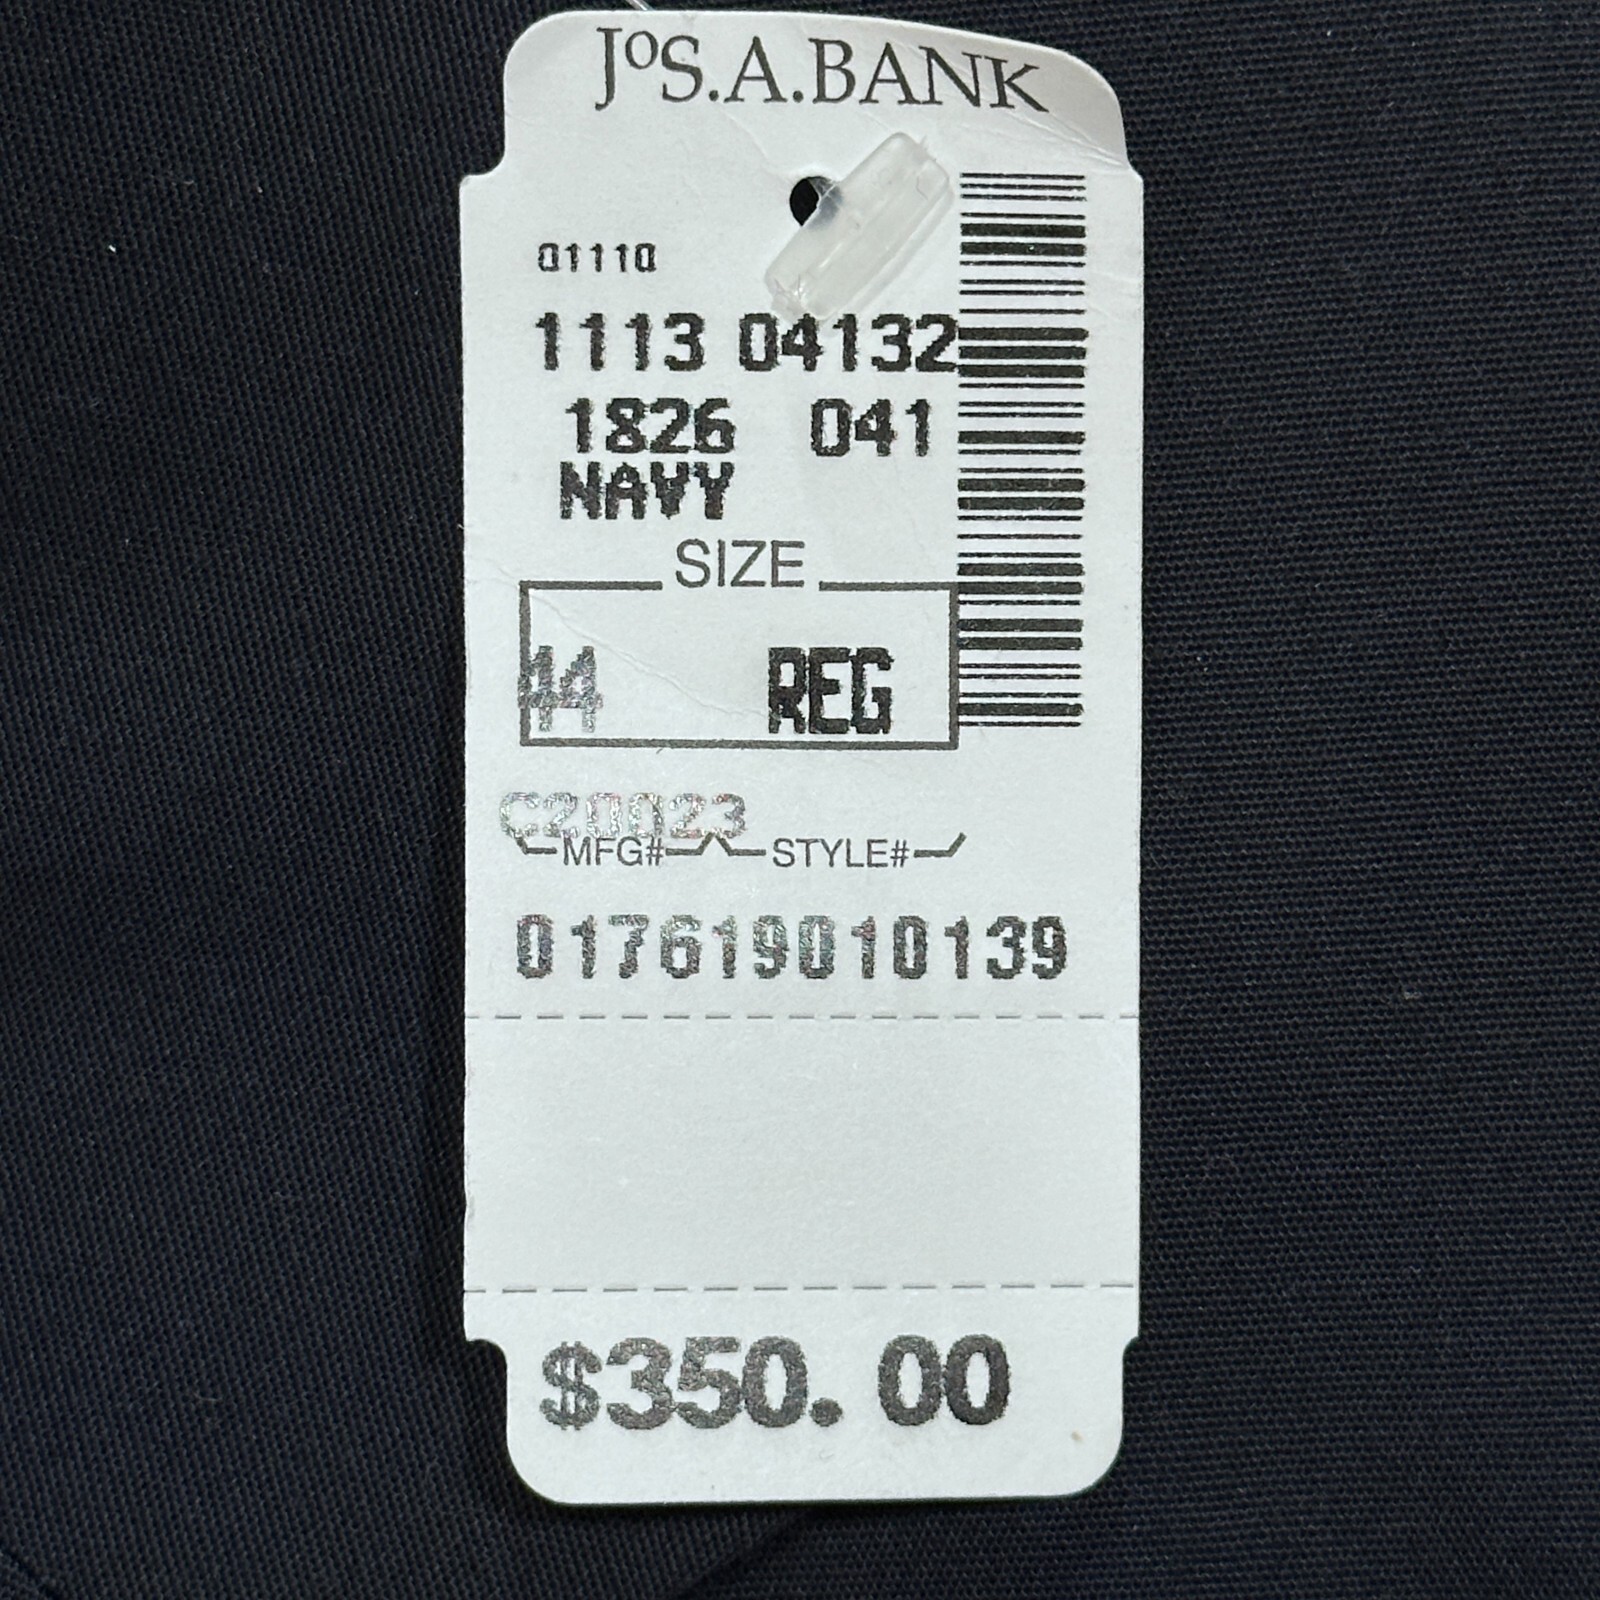 JoS.A.BANK
01110
1113 04132
1826 041
NAVY
SIZE
44 REG
C20023
MFG# STYLE#
017619010139
$350.00